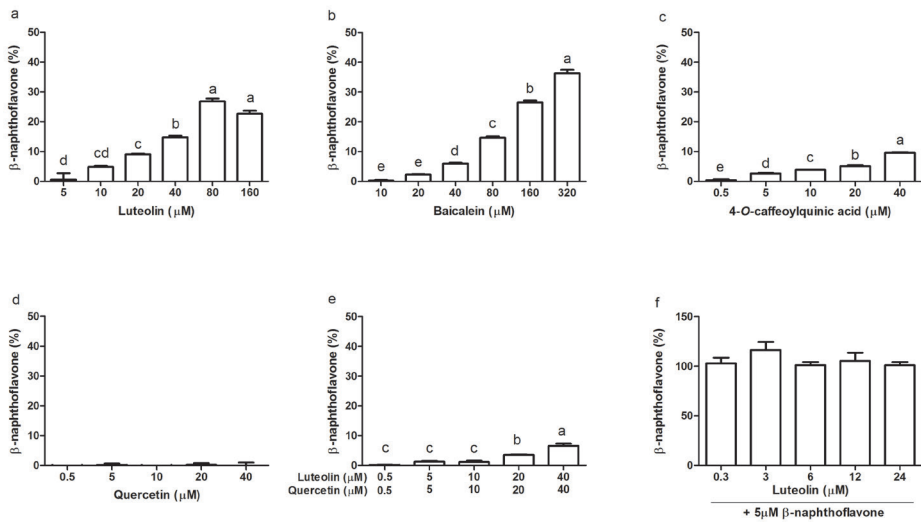 a
β-naphthoflavone (%)
50
40
30
20
10
0
d
cd
c
b
a
a
5 10 20 40 80 160
Luteolin (μM)
b
β-naphthoflavone (%)
50
40
30
20
10
0
e
e
d
c
b
a
10 20 40 80 160 320
Baicalein (μM)
c
β-naphthoflavone (%)
50
40
30
20
10
0
e
d
c
b
a
0.5 5 10 20 40
4-O-caffeoylquinic acid (μM)
d
β-naphthoflavone (%)
50
40
30
20
10
0
0.5 5 10 20 40
Quercetin (μM)
e
β-naphthoflavone (%)
50
40
30
20
10
0
c
c
c
b
a
Luteolin (μM) 0.5 5 10 20 40
Quercetin (μM) 0.5 5 10 20 40
f
β-naphthoflavone (%)
150
100
50
0
0.3 3 6 12 24
Luteolin (μM)
+ 5μM β-naphthoflavone